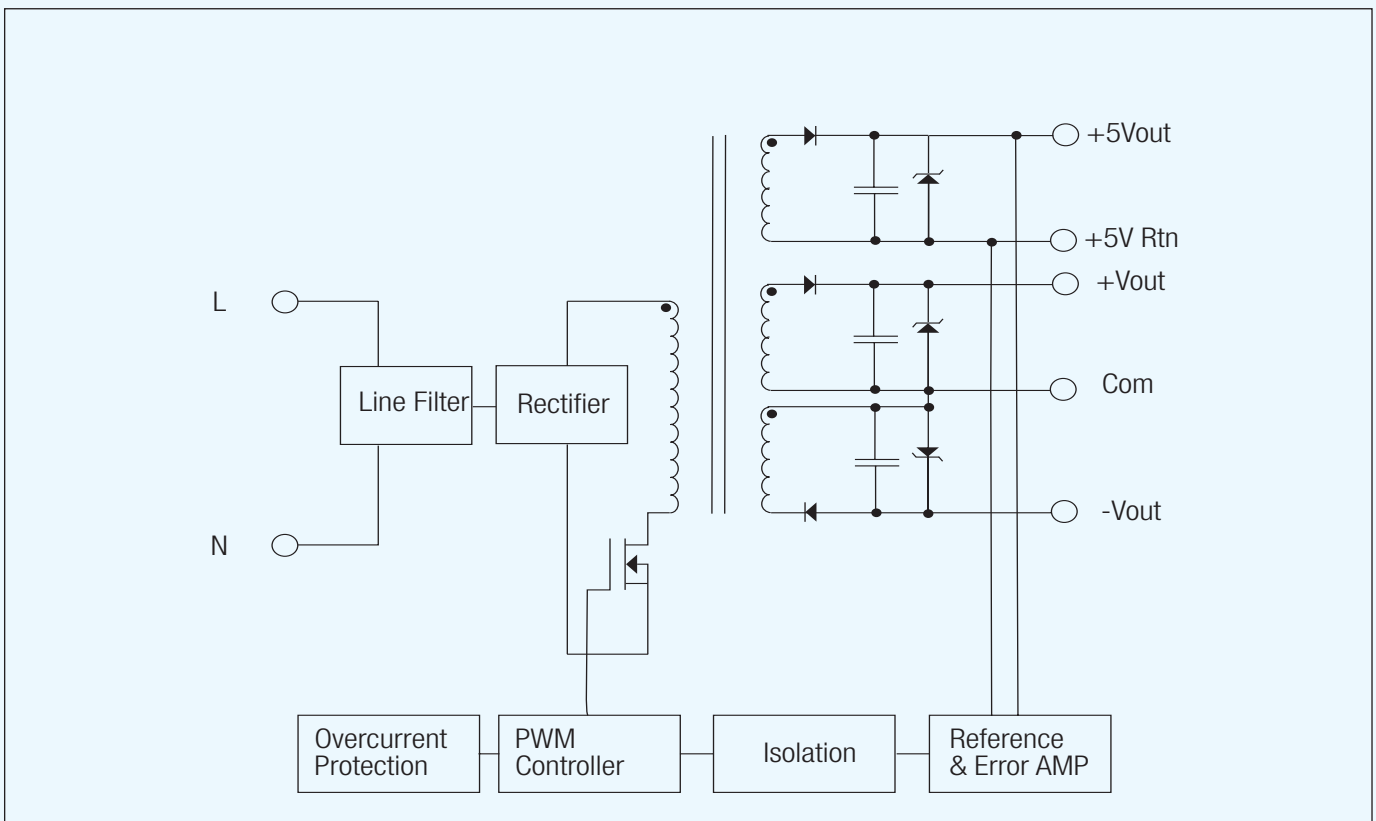 +5Vout
+5V Rtn
+Vout
L
Com
Line Filter
Rectifier
-Vout
N
Overcurrent
Protection
PWM
Controller
Isolation
Reference
& Error AMP